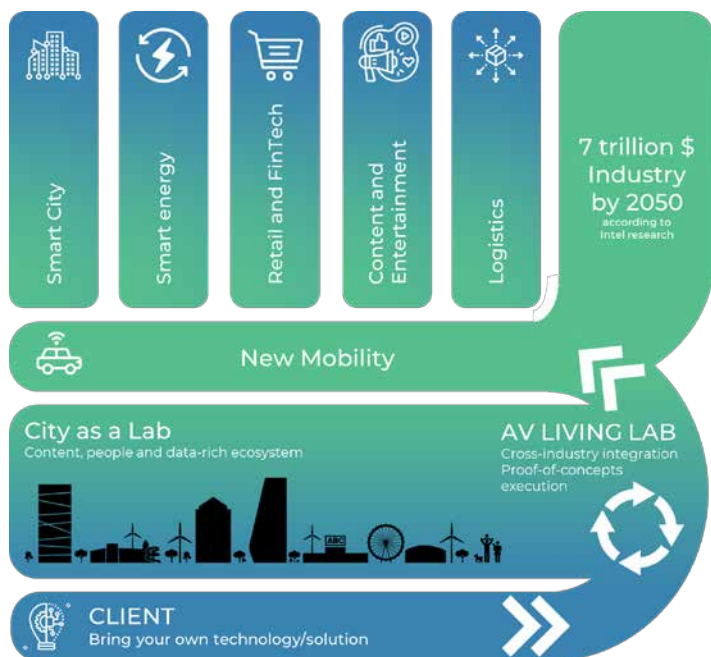 Smart City
Smart energy
Retail and FinTech
Content and
Entertainment
Logistics
7 trillion $
Industry
by 2050
according to
Intel research
New Mobility
City as a Lab
Content, people and data-rich ecosystem
ABC
AV LIVING LAB
Cross-industry integration
Proof-of-concepts
execution
CLIENT
Bring your own technology/solution